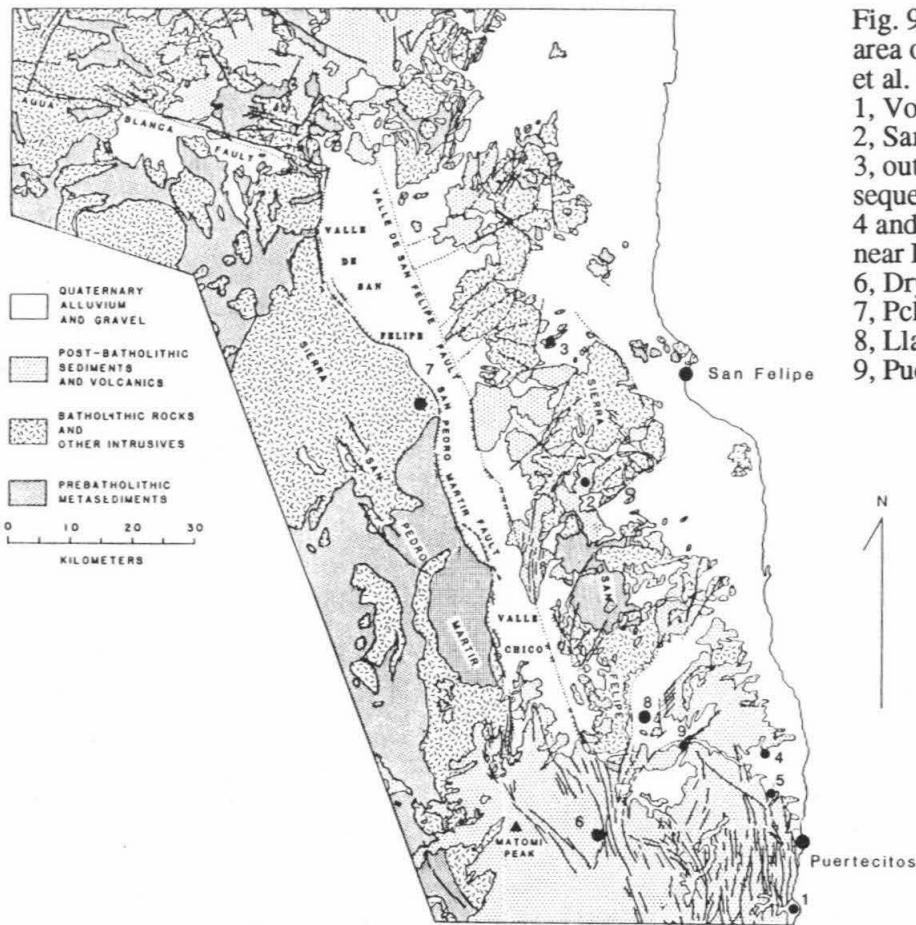 Fig. 9
area o
et al.
1, Vo
2, San
3, out
seque
4 and
near
6, Dry
7, Pch
8, Lla
9, Pue
AGUA
BLANCA
FAULT
VALLE DE SAN FELIPE FAULT
VALLE
DE
SAN
FELIPE
QUATERNARY
ALLUVIUM
AND GRAVEL
POST-BATHOLITHIC
SEDIMENTS
AND VOLCANICS
BATHOLITHIC ROCKS
AND
OTHER INTRUSIVES
PREBATHOLITHIC
METASEDIMENTS
0 10 20 30
KILOMETERS
SIERRA
SAN
PEDRO
MARTIR
7
SAN PEDRO MARTIR FAULT
3
SIERRA
San Felipe
2
SAN
FELIPE
N
VALLE
CHICO
8
9
4
5
6
MATOMI
PEAK
Puertecitos
1